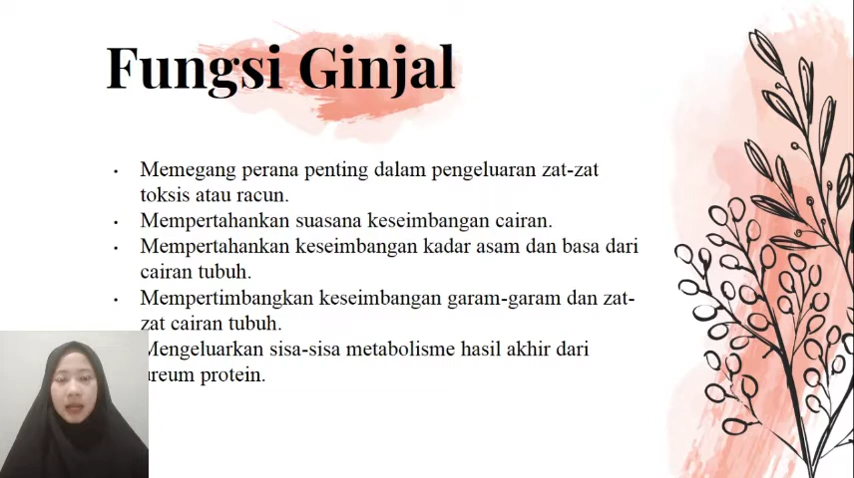 Fungsi Ginjal
• Memegang perana penting dalam pengeluaran zat-zat
toksis atau racun.
• Mempertahankan suasana keseimbangan cairan.
• Mempertahankan keseimbangan kadar asam dan basa dari
cairan tubuh.
• Mempertimbangkan keseimbangan garam-garam dan zat-
zat cairan tubuh.
Mengeluarkan sisa-sisa metabolisme hasil akhir dari
ureum protein.